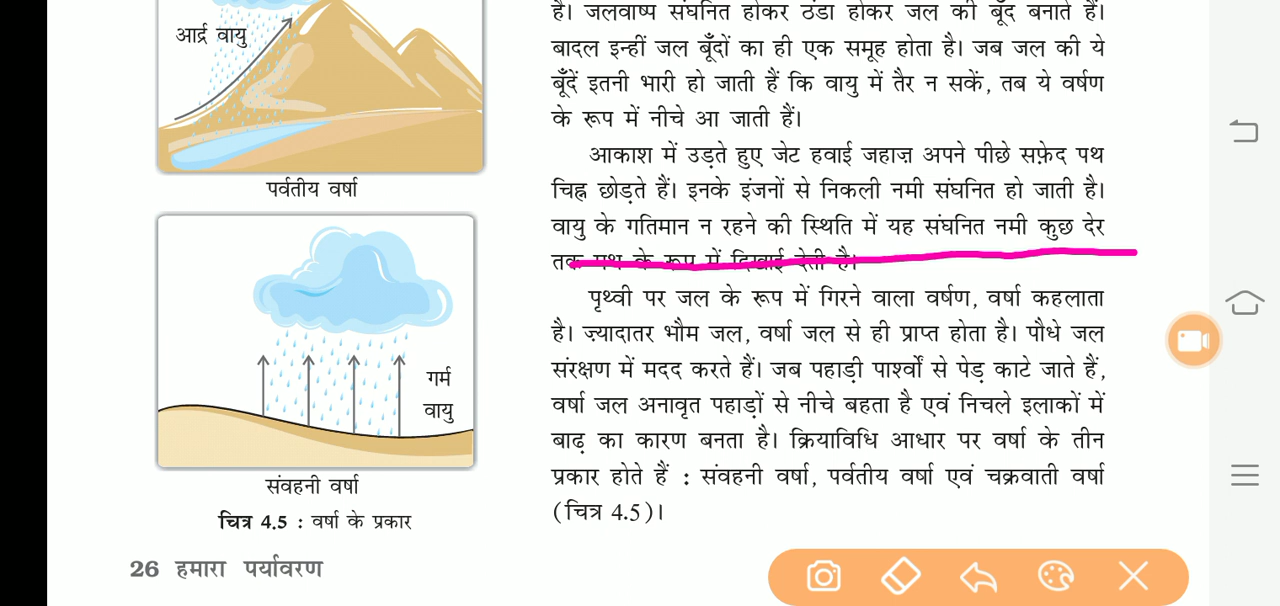 आर्द्र वायु
पर्वतीय वर्षा
गर्म
वायु
संवहनी वर्षा
चित्र 4.5 : वर्षा के प्रकार
26 हमारा पर्यावरण
है। जलवाष्प संघनित होकर ठंडा होकर जल की बूँद बनाते हैं।
बादल इन्हीं जल बूँदों का ही एक समूह होता है। जब जल की ये
बूँदें इतनी भारी हो जाती हैं कि वायु में तैर न सकें, तब ये वर्षण
के रूप में नीचे आ जाती हैं।
आकाश में उड़ते हुए जेट हवाई जहाज़ अपने पीछे सफ़ेद पथ
चिह्न छोड़ते हैं। इनके इंजनों से निकली नमी संघनित हो जाती है।
वायु के गतिमान न रहने की स्थिति में यह संघनित नमी कुछ देर
तक पथ के रूप में दिखाई देती है।
पृथ्वी पर जल के रूप में गिरने वाला वर्षण, वर्षा कहलाता
है। ज़्यादातर भौम जल, वर्षा जल से ही प्राप्त होता है। पौधे जल
संरक्षण में मदद करते हैं। जब पहाड़ी पार्श्वों से पेड़ काटे जाते हैं,
वर्षा जल अनावृत पहाड़ों से नीचे बहता है एवं निचले इलाकों में
बाढ़ का कारण बनता है। क्रियाविधि आधार पर वर्षा के तीन
प्रकार होते हैं : संवहनी वर्षा, पर्वतीय वर्षा एवं चक्रवाती वर्षा
(चित्र 4.5)।